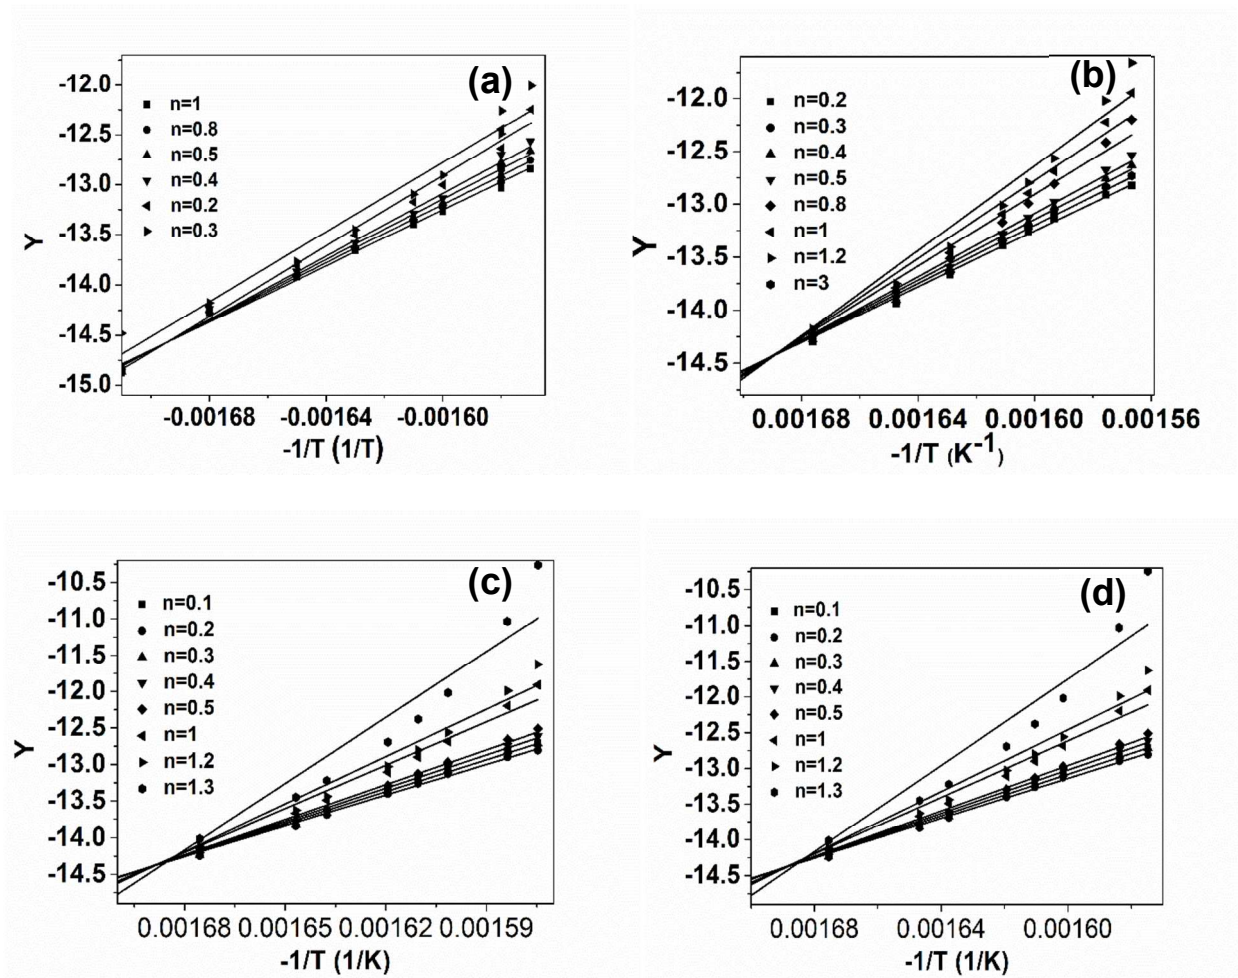 (a)
-12.0
-12.5
-13.0
-13.5
-14.0
-14.5
-15.0
Y
n=1
n=0.8
n=0.5
n=0.4
n=0.2
n=0.3
-0.00168 -0.00164 -0.00160
-1/T (1/T)
(b)
-12.0
-12.5
-13.0
-13.5
-14.0
-14.5
Y
n=0.2
n=0.3
n=0.4
n=0.5
n=0.8
n=1
n=1.2
n=3
0.00168 0.00164 0.00160 0.00156
-1/T (K-1)
(c)
-10.5
-11.0
-11.5
-12.0
-12.5
-13.0
-13.5
-14.0
-14.5
Y
n=0.1
n=0.2
n=0.3
n=0.4
n=0.5
n=1
n=1.2
n=1.3
0.00168 0.00165 0.00162 0.00159
-1/T (1/K)
(d)
-10.5
-11.0
-11.5
-12.0
-12.5
-13.0
-13.5
-14.0
-14.5
Y
n=0.1
n=0.2
n=0.3
n=0.4
n=0.5
n=1
n=1.2
n=1.3
0.00168 0.00164 0.00160
-1/T (1/K)